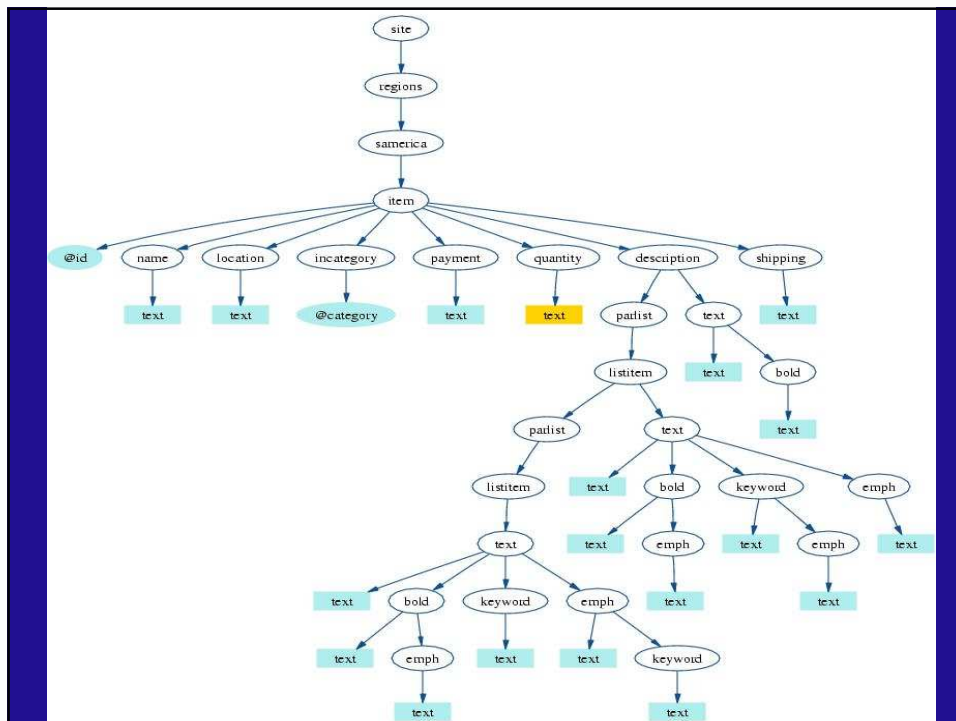 site
regions
samerica
item
@id name location incategory payment quantity description shipping
text text @category text text parlist text text
listitem text bold
parlist text text
listitem text bold keyword emph
text text emph text emph text
text bold keyword emph text text
text emph text text keyword
text text